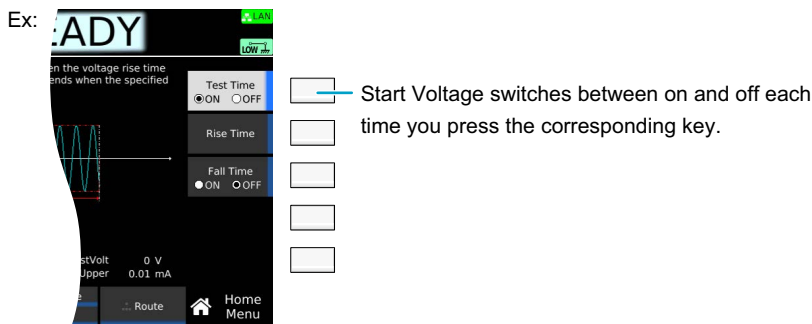 Ex:
EADY
LAN
LOW
en the voltage rise time
ends when the specified
Test Time
ON OFF
Start Voltage switches between on and off each
time you press the corresponding key.
Rise Time
Fall Time
ON OFF
stVolt 0 V
Upper 0.01 mA
e
Route
Home
Menu